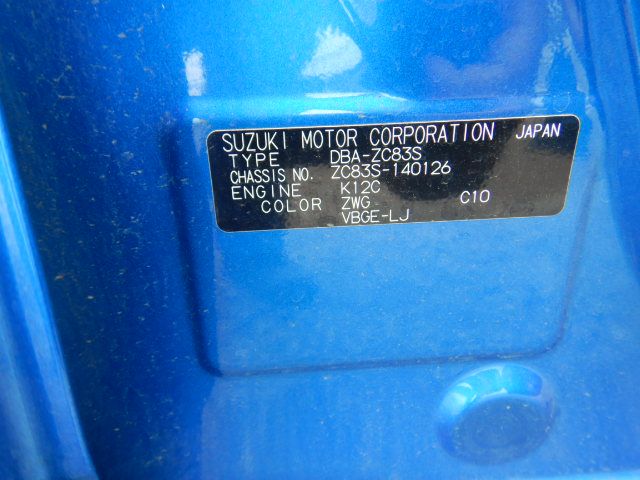 SUZUKI MOTOR CORPORATION JAPAN
TYPE DBA-ZC83S
CHASSIS NO. ZC83S-140126
ENGINE K12C
COLOR ZWG C10
VBGE-LJ